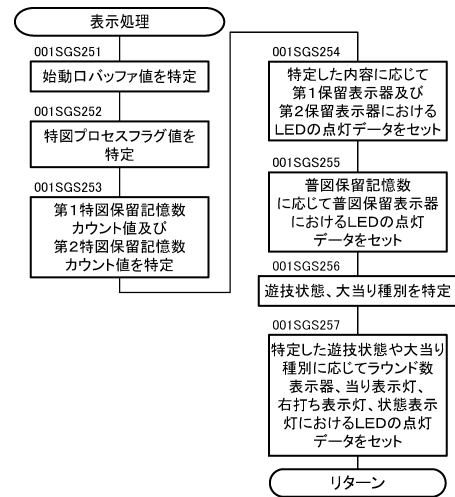 表示処理
001SGS251
始動口バッファ値を特定
001SGS252
特図プロセスフラグ値を
特定
001SGS253
第1特図保留記憶数
カウント値及び
第2特図保留記憶数
カウント値を特定
001SGS254
特定した内容に応じて
第1保留表示器及び
第2保留表示器における
LEDの点灯データをセット
001SGS255
普図保留記憶数
に応じて普図保留表示器
におけるLEDの点灯
データをセット
001SGS256
遊技状態、大当り種別を特定
001SGS257
特定した遊技状態や大当り
種別に応じてラウンド数
表示器、当り表示灯、
右打ち表示灯、状態表示
灯におけるLEDの点灯
データをセット
リターン